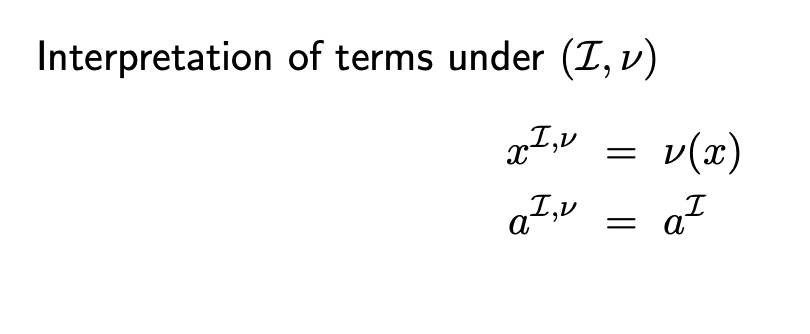 Interpretation of terms under (ℐ, ν)
x^{ℐ,ν} = ν(x)
a^{ℐ,ν} = a^ℐ